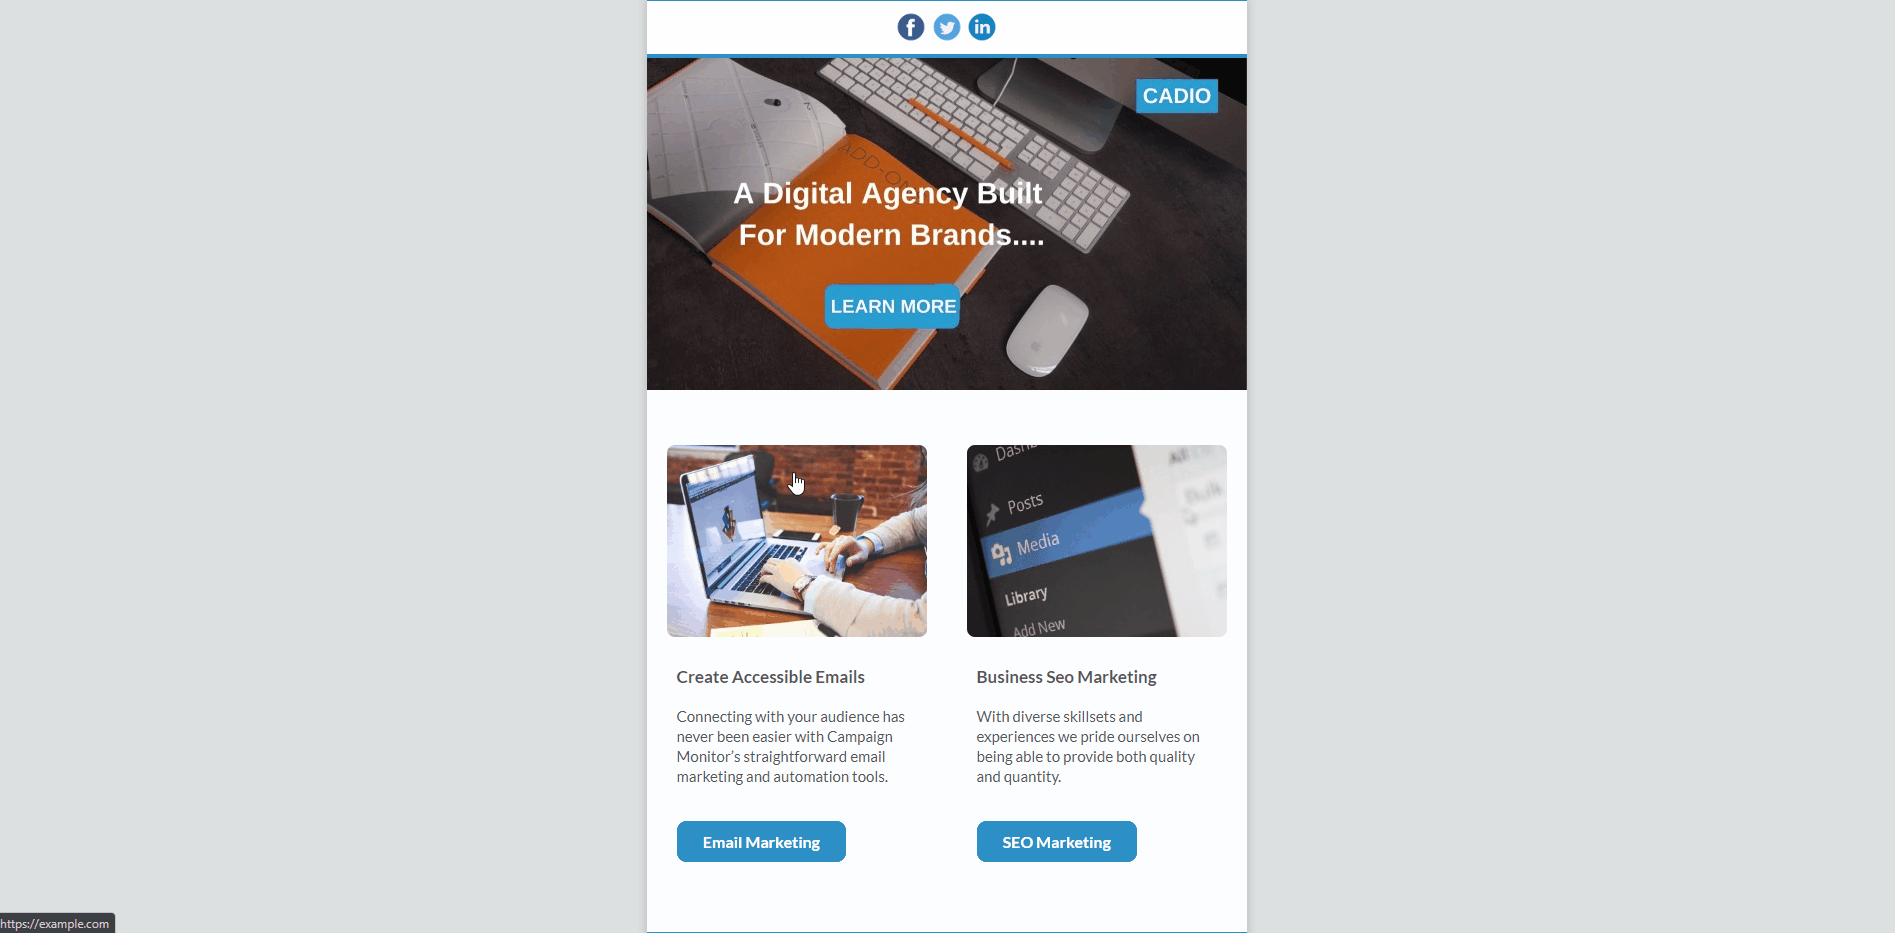 f
in
CADIO
ADD-ON
A Digital Agency Built
For Modern Brands....
LEARN MORE
Posts
Media
Library
Add New
Create Accessible Emails
Business Seo Marketing
Connecting with your audience has
never been easier with Campaign
Monitor’s straightforward email
marketing and automation tools.
With diverse skillsets and
experiences we pride ourselves on
being able to provide both quality
and quantity.
Email Marketing
SEO Marketing
https://example.com